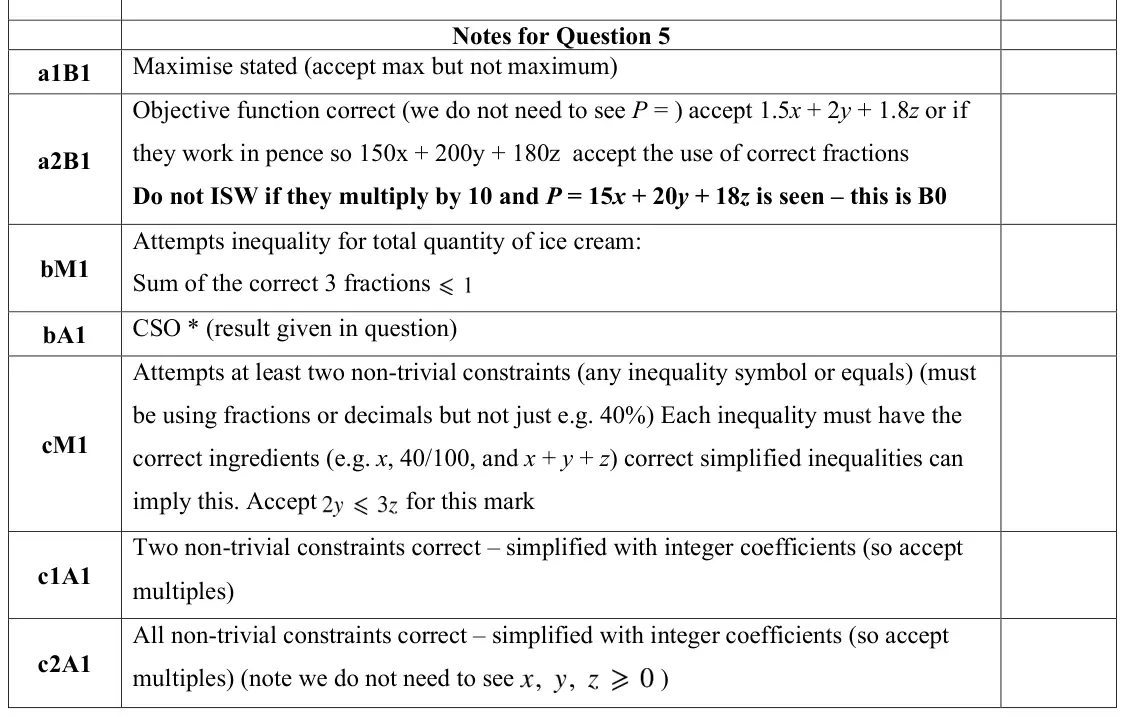 Notes for Question 5
a1B1 Maximise stated (accept max but not maximum)
a2B1 Objective function correct (we do not need to see P = ) accept 1.5x + 2y + 1.8z or if
they work in pence so 150x + 200y + 180z accept the use of correct fractions
Do not ISW if they multiply by 10 and P = 15x + 20y + 18z is seen – this is B0
bM1 Attempts inequality for total quantity of ice cream:
Sum of the correct 3 fractions ⩽ 1
bA1 CSO * (result given in question)
cM1 Attempts at least two non-trivial constraints (any inequality symbol or equals) (must
be using fractions or decimals but not just e.g. 40%) Each inequality must have the
correct ingredients (e.g. x, 40/100, and x + y + z) correct simplified inequalities can
imply this. Accept 2y ⩽ 3z for this mark
c1A1 Two non-trivial constraints correct – simplified with integer coefficients (so accept
multiples)
c2A1 All non-trivial constraints correct – simplified with integer coefficients (so accept
multiples) (note we do not need to see x, y, z ⩾ 0 )